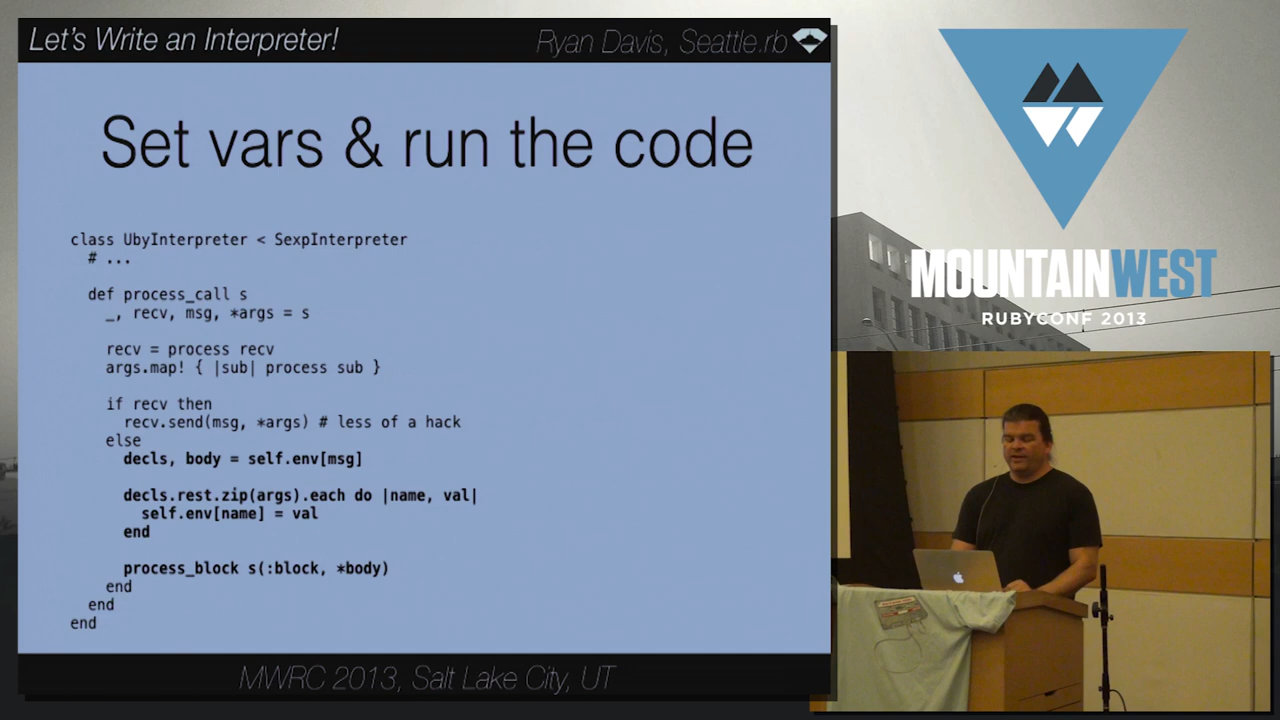 Let's Write an Interpreter!
Ryan Davis, Seattle.rb
Set vars & run the code
class UbyInterpreter < SexpInterpreter
  # ...
  def process_call s
    _, recv, msg, *args = s
    recv = process recv
    args.map! { |sub| process sub }
    if recv then
      recv.send(msg, *args) # less of a hack
    else
      decls, body = self.env[msg]
      decls.rest.zip(args).each do |name, val|
        self.env[name] = val
      end
      process_block s(:block, *body)
    end
  end
end
MWRC 2013, Salt Lake City, UT
MOUNTAINWEST
RUBYCONF 2013